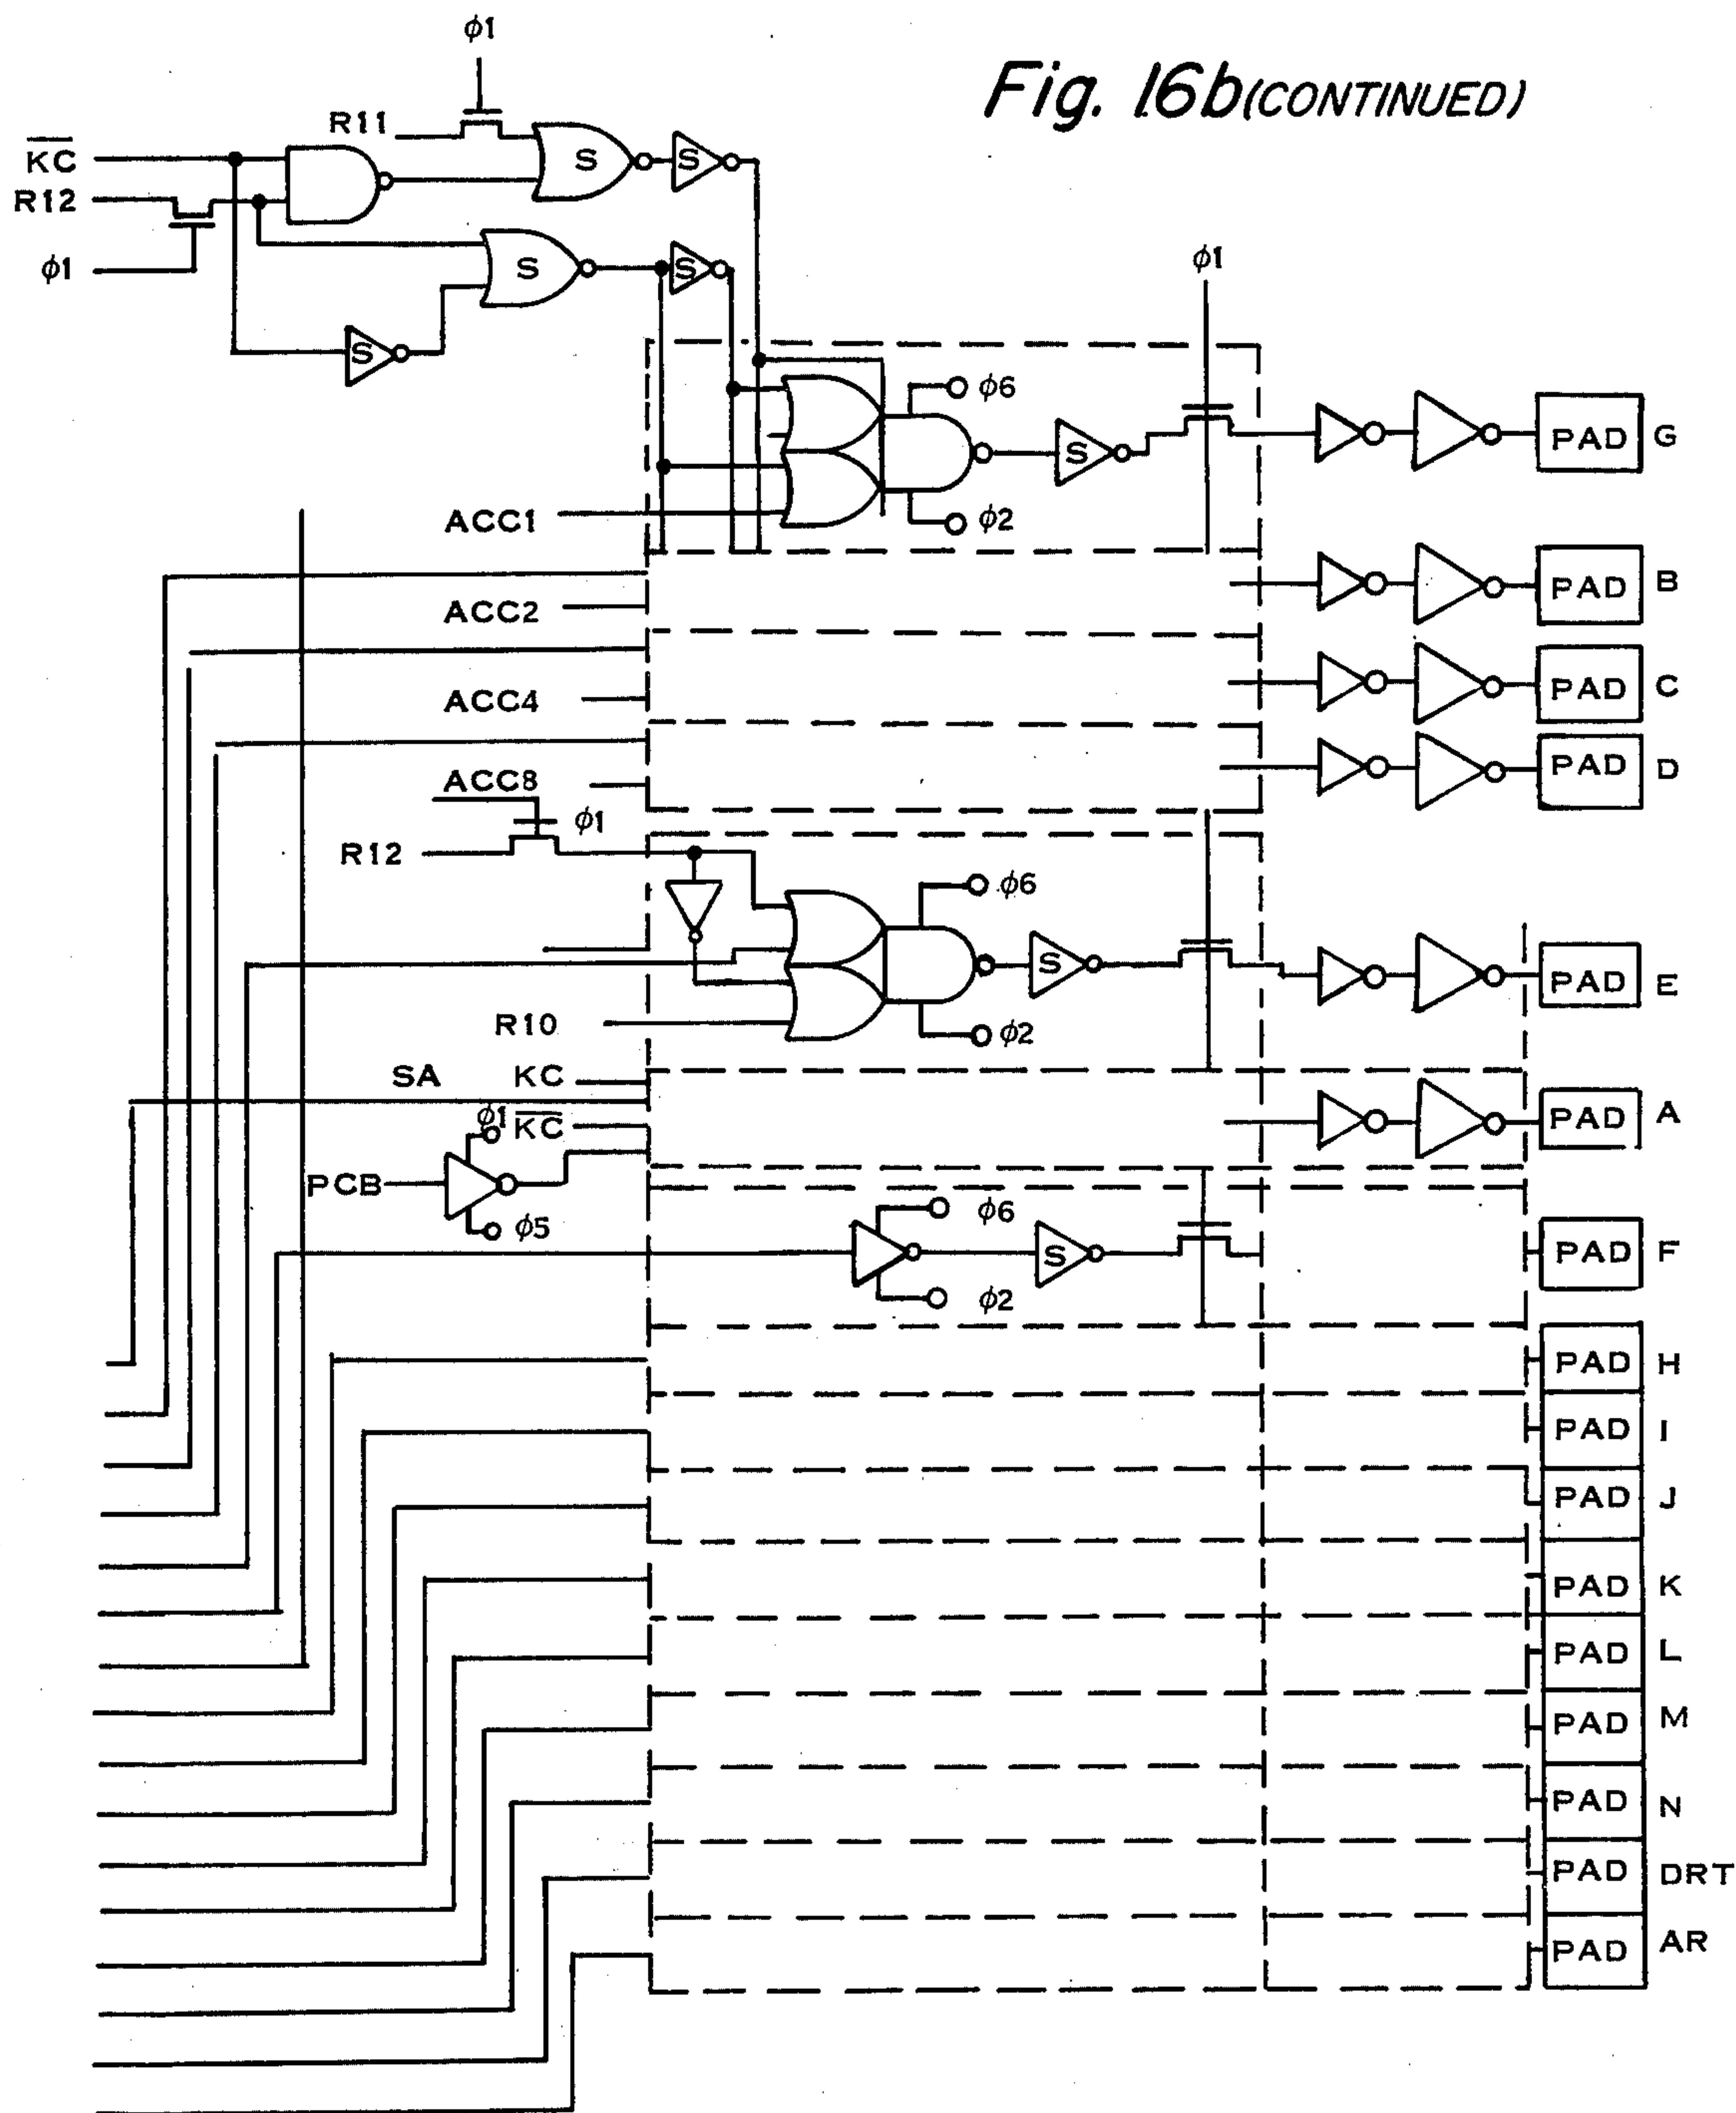 Fig. 16b (CONTINUED)
ϕ1
R11
K̅C̅
S
S
R12
ϕ1
S
S
S
ϕ1
ϕ6
S
PAD G
ACC1
ϕ2
PAD B
ACC2
PAD C
ACC4
PAD D
ACC8
ϕ1
R12
ϕ6
S
PAD E
R10
ϕ2
SA KC
PAD A
ϕ1 K̅C̅
PCB
ϕ5
ϕ6
S
PAD F
ϕ2
PAD H
PAD I
PAD J
PAD K
PAD L
PAD M
PAD N
PAD DRT
PAD AR